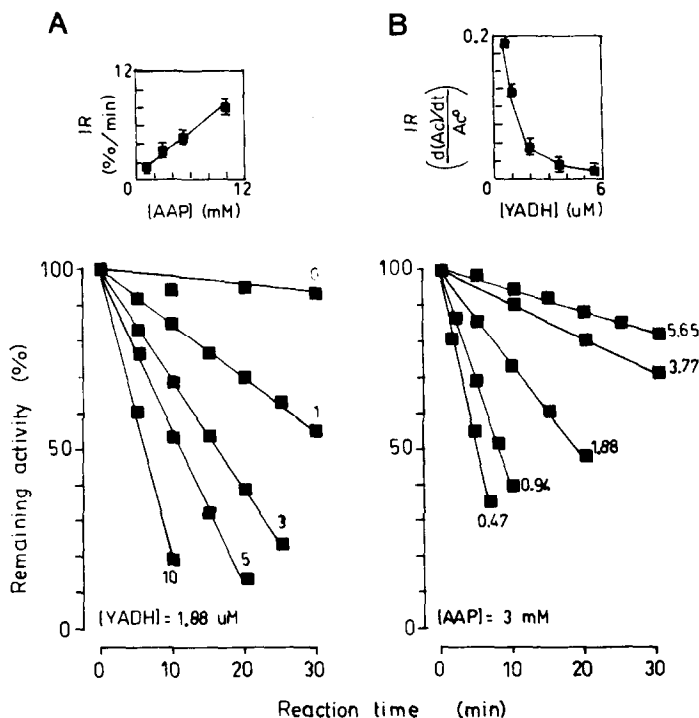 A
12
IR
(%/min)
0
12
[AAP] (mM)
B
0.2
IR
(d(Ac)/dt / Ac⁰)
0
6
[YADH] (uM)
Remaining activity (%)
100
50
0
0
1
3
5
10
[YADH] = 1,88 uM
0 10 20 30
100
50
0
5.65
3.77
1,88
0.94
0.47
[AAP] = 3 mM
0 10 20 30
Reaction time (min)